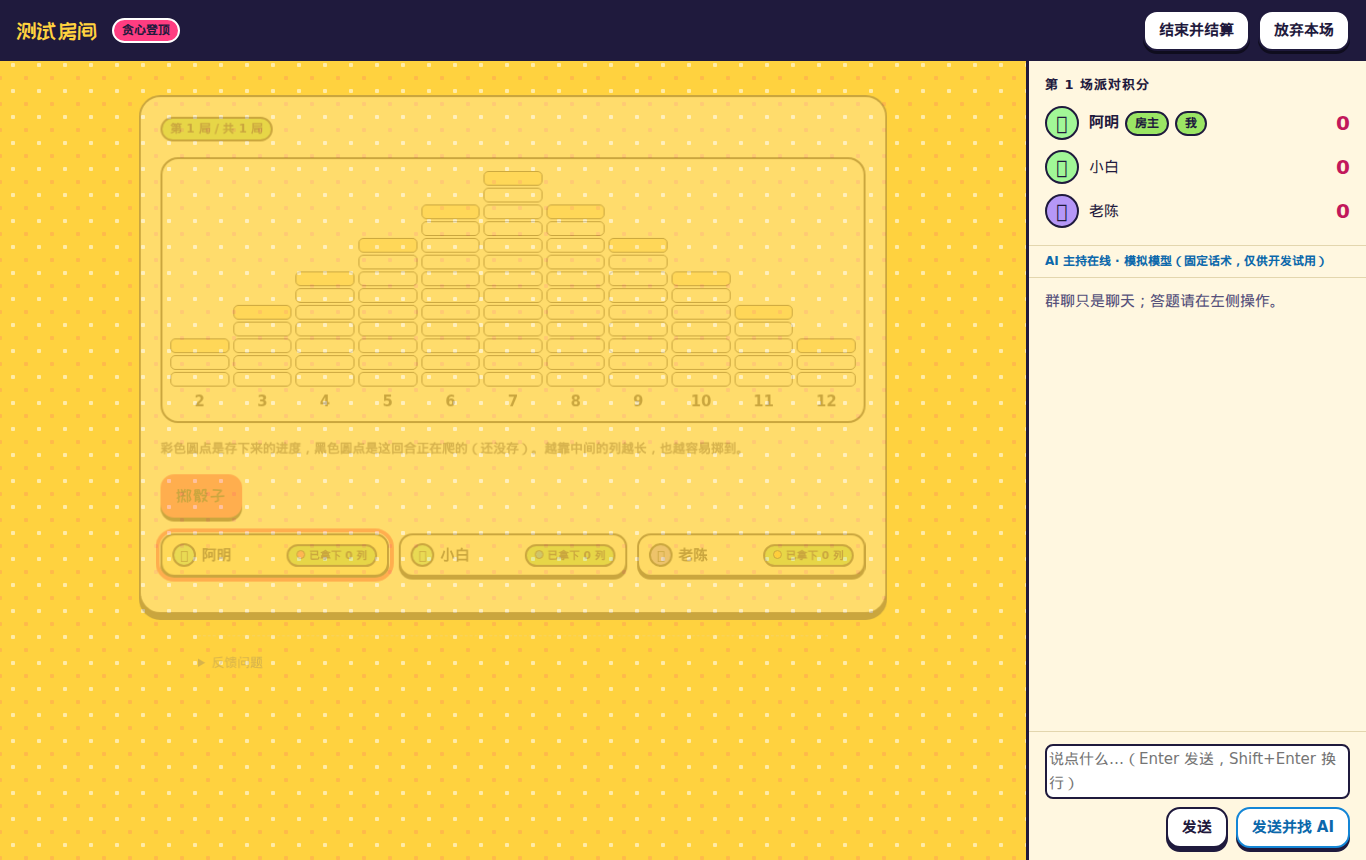 测试房间 贪心登顶 结束并结算 放弃本场
第 1 局 / 共 1 局
2 3 4 5 6 7 8 9 10 11 12
彩色圆点是存下来的进度，黑色圆点是这回合正在爬的（还没存）。越靠中间的列越长，也越容易掷到。
掷骰子
阿明 已拿下 0 列 小白 已拿下 0 列 老陈 已拿下 0 列
▶ 反馈问题
第 1 场派对积分
阿明 房主 我 0
小白 0
老陈 0
AI 主持在线 · 模拟模型（固定话术，仅供开发试用）
群聊只是聊天；答题请在左侧操作。
说点什么…（Enter 发送，Shift+Enter 换
行）
发送 发送并找 AI